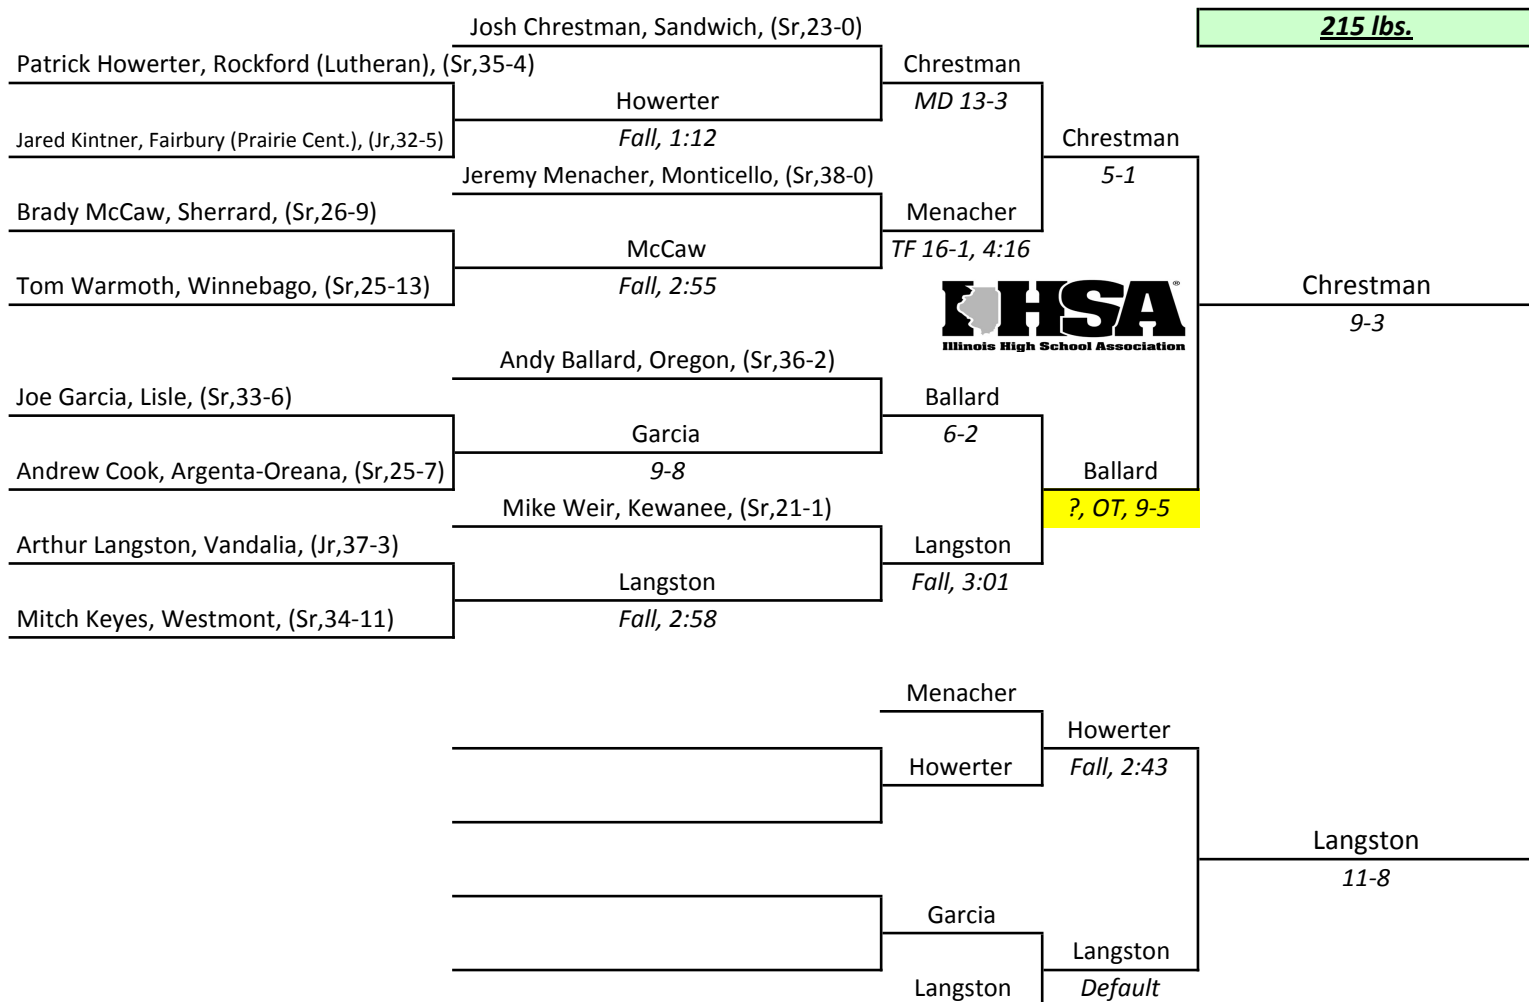 Josh Chrestman, Sandwich, (Sr,23-0)
215 lbs.
Patrick Howerter, Rockford (Lutheran), (Sr,35-4)
Chrestman
Howerter
MD 13-3
Jared Kintner, Fairbury (Prairie Cent.), (Jr,32-5)
Fall, 1:12
Chrestman
Jeremy Menacher, Monticello, (Sr,38-0)
5-1
Brady McCaw, Sherrard, (Sr,26-9)
Menacher
McCaw
TF 16-1, 4:16
Tom Warmoth, Winnebago, (Sr,25-13)
Fall, 2:55
Chrestman
IHSA®
9-3
Illinois High School Association
Andy Ballard, Oregon, (Sr,36-2)
Joe Garcia, Lisle, (Sr,33-6)
Ballard
Garcia
6-2
Andrew Cook, Argenta-Oreana, (Sr,25-7)
9-8
Ballard
Mike Weir, Kewanee, (Sr,21-1)
?, OT, 9-5
Arthur Langston, Vandalia, (Jr,37-3)
Langston
Langston
Fall, 3:01
Mitch Keyes, Westmont, (Sr,34-11)
Fall, 2:58
Menacher
Howerter
Howerter
Fall, 2:43
Langston
11-8
Garcia
Langston
Langston
Default